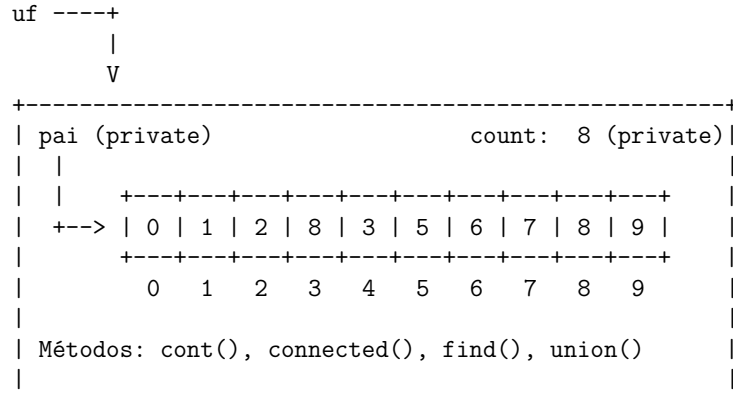 uf ----+
       |
       V
+----------------------------------------------------+
| pai (private)                   count:  8 (private)|
|  |                                                 |
|  |    +---+---+---+---+---+---+---+---+---+---+    |
|  +--> | 0 | 1 | 2 | 8 | 3 | 5 | 6 | 7 | 8 | 9 |    |
|       +---+---+---+---+---+---+---+---+---+---+    |
|         0   1   2   3   4   5   6   7   8   9      |
|                                                    |
| Métodos: cont(), connected(), find(), union()      |
|                                                    |